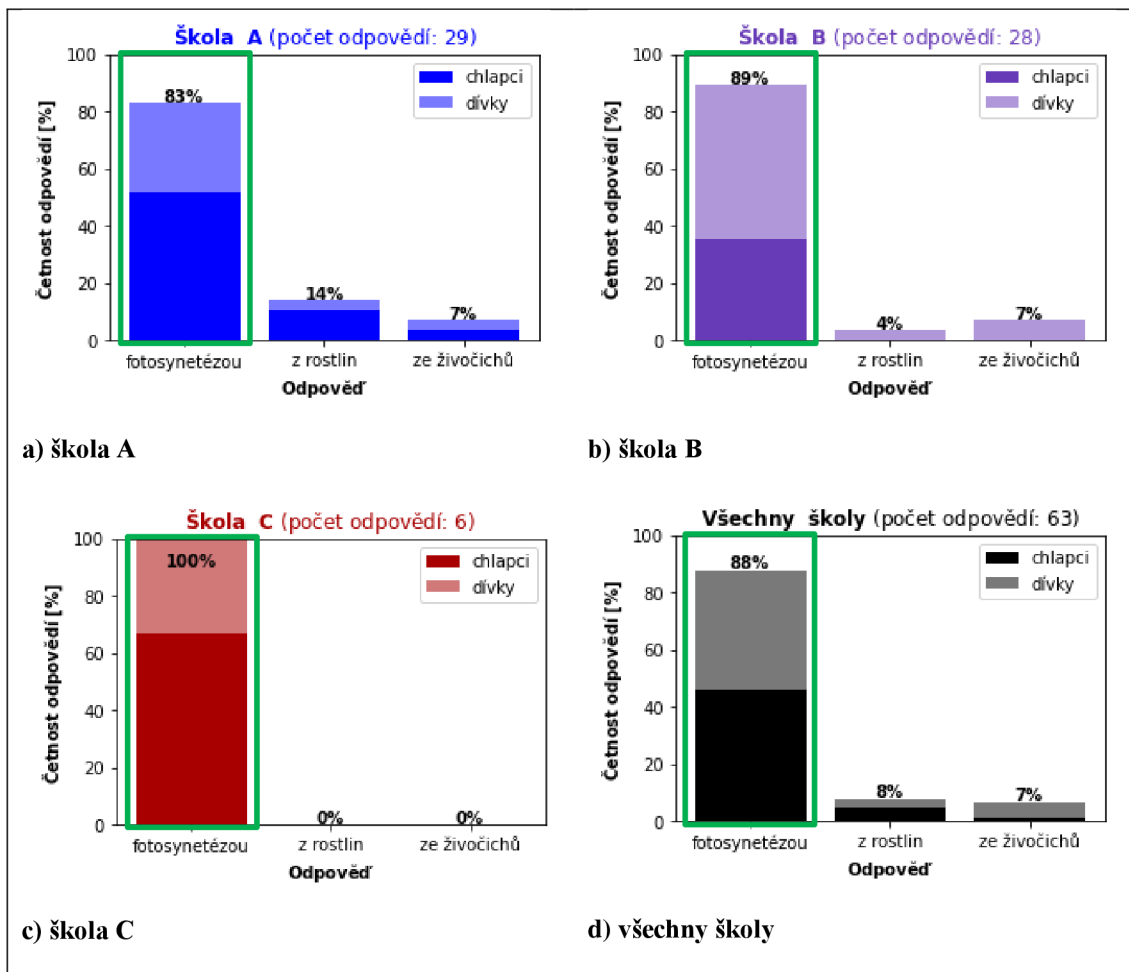 Škola A (počet odpovědí: 29)
Četnost odpovědí [%]
100
80
60
40
20
0
83%
14%
7%
chlapci
dívky
fotosynetézou
z rostlin
ze živočichů
Odpověď
a) škola A
Škola B (počet odpovědí: 28)
Četnost odpovědí [%]
100
80
60
40
20
0
89%
4%
7%
chlapci
dívky
fotosynetézou
z rostlin
ze živočichů
Odpověď
b) škola B
Škola C (počet odpovědí: 6)
Četnost odpovědí [%]
100
80
60
40
20
0
100%
0%
0%
chlapci
dívky
fotosynetézou
z rostlin
ze živočichů
Odpověď
c) škola C
Všechny školy (počet odpovědí: 63)
Četnost odpovědí [%]
100
80
60
40
20
0
88%
8%
7%
chlapci
dívky
fotosynetézou
z rostlin
ze živočichů
Odpověď
d) všechny školy